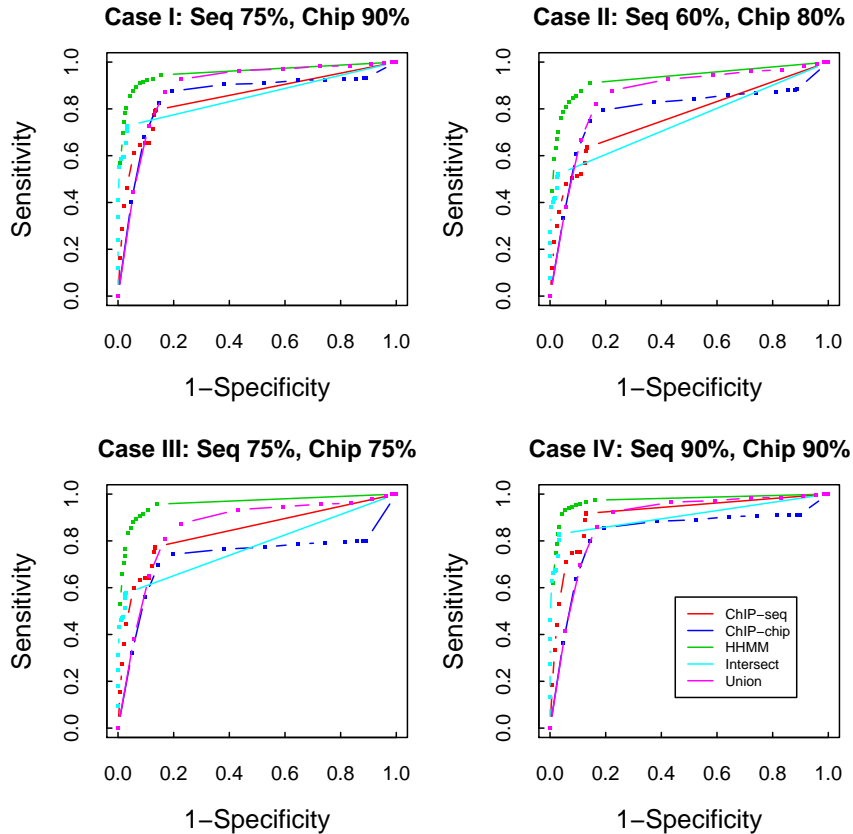 Case I: Seq 75%, Chip 90%
Sensitivity
0.0 0.2 0.4 0.6 0.8 1.0
0.0 0.2 0.4 0.6 0.8 1.0
1−Specificity
Case II: Seq 60%, Chip 80%
Sensitivity
0.0 0.2 0.4 0.6 0.8 1.0
0.0 0.2 0.4 0.6 0.8 1.0
1−Specificity
Case III: Seq 75%, Chip 75%
Sensitivity
0.0 0.2 0.4 0.6 0.8 1.0
0.0 0.2 0.4 0.6 0.8 1.0
1−Specificity
Case IV: Seq 90%, Chip 90%
Sensitivity
0.0 0.2 0.4 0.6 0.8 1.0
ChIP−seq
ChIP−chip
HHMM
Intersect
Union
0.0 0.2 0.4 0.6 0.8 1.0
1−Specificity